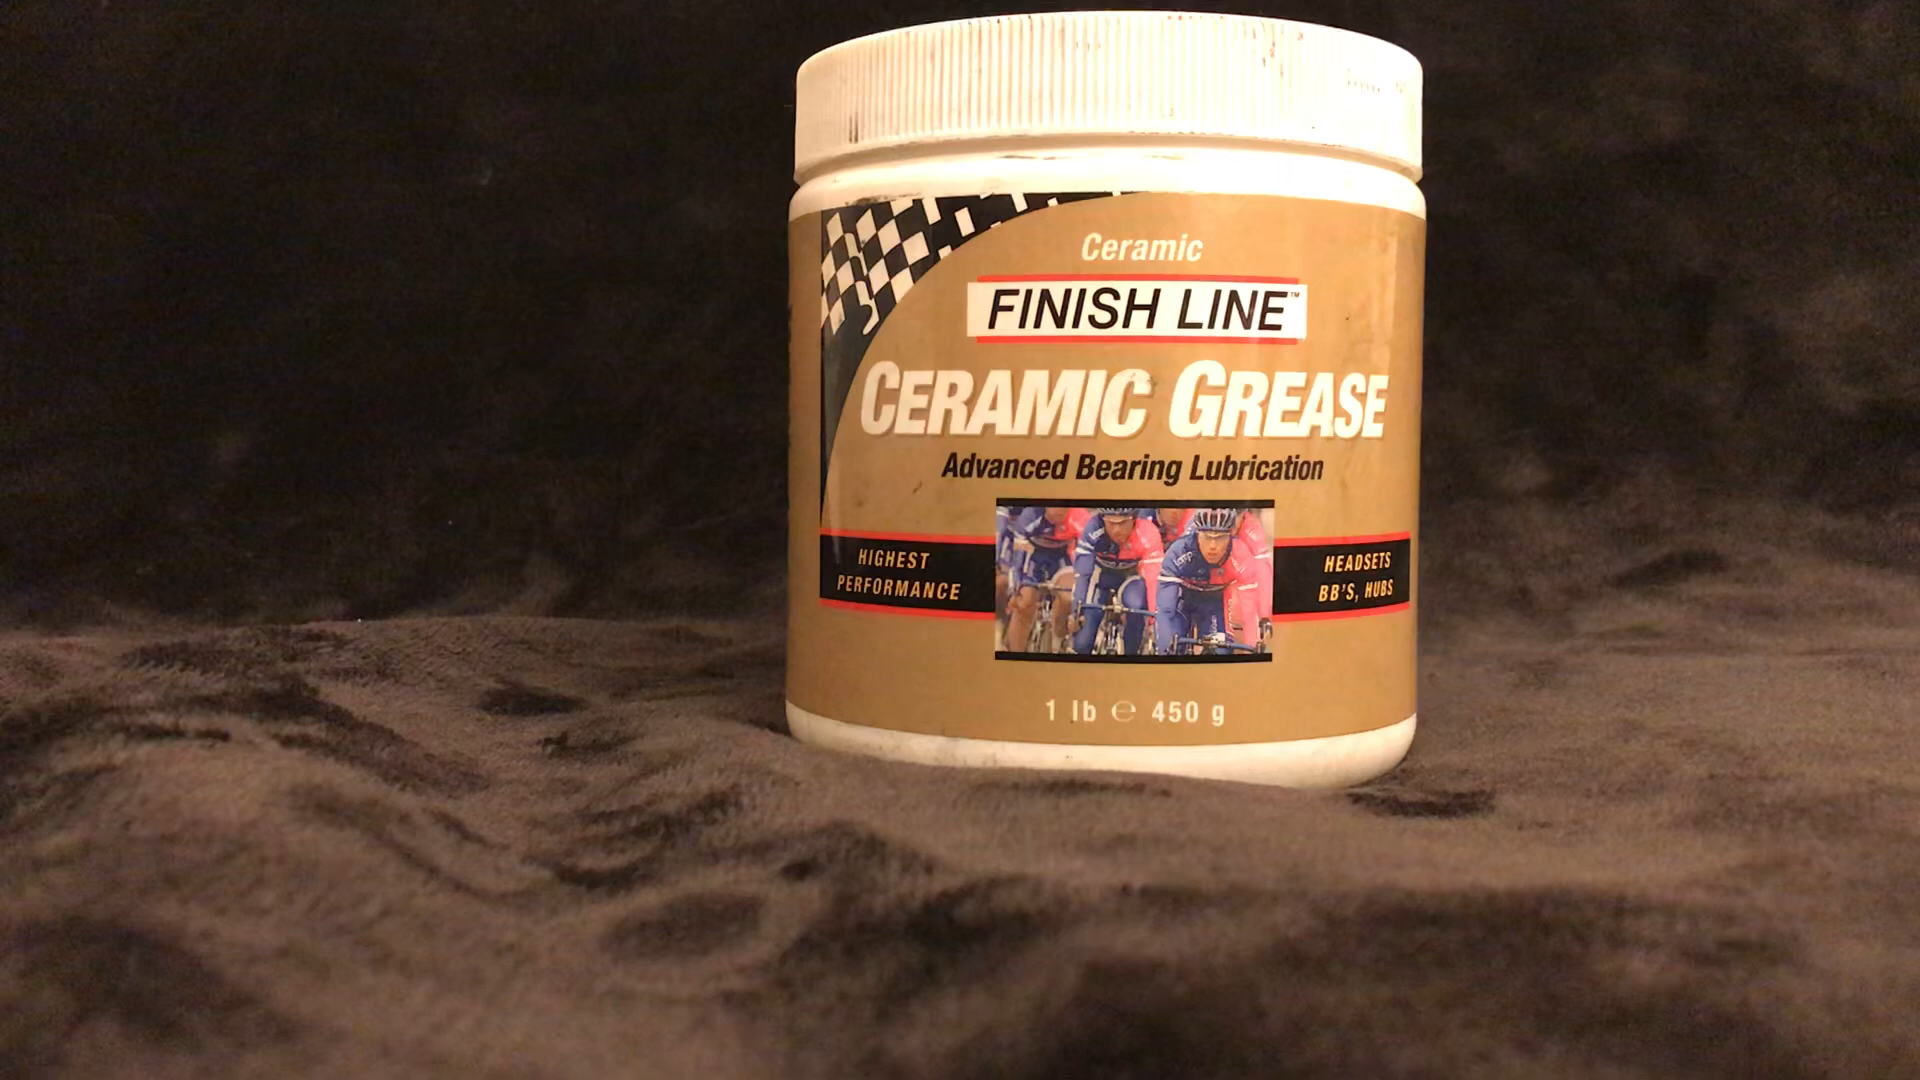 Ceramic
FINISH LINE™
CERAMIC GREASE
Advanced Bearing Lubrication
HIGHEST
PERFORMANCE
HEADSETS
BB'S, HUBS
1 lb ℮ 450 g